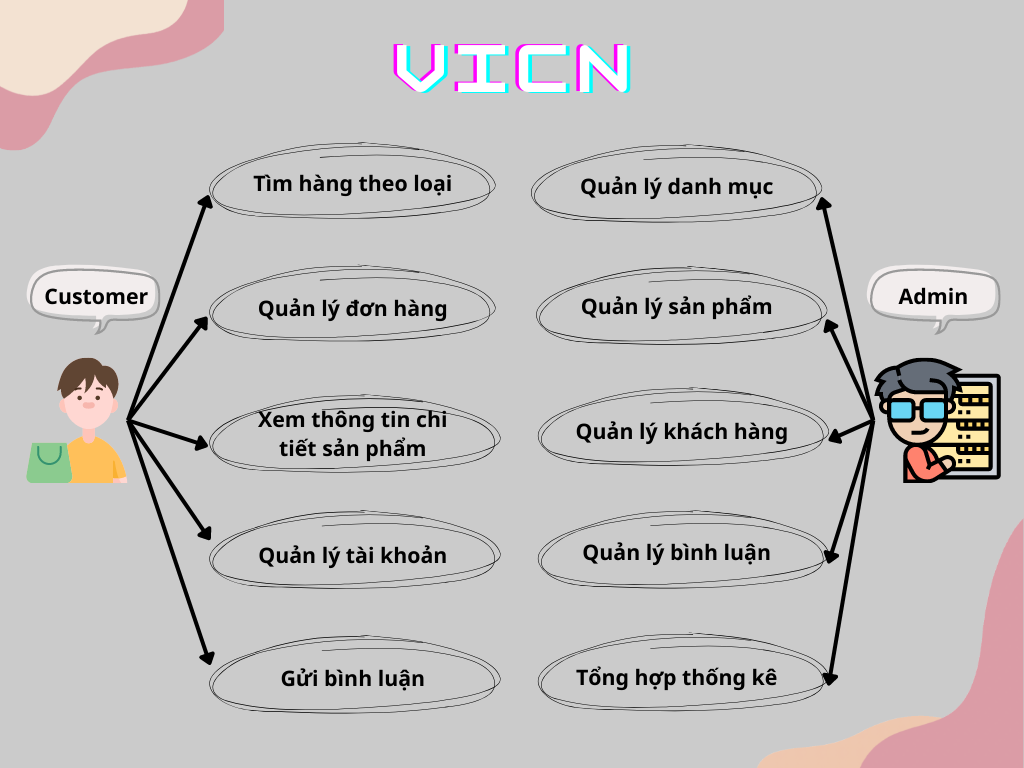 VICN
Customer
Tìm hàng theo loại
Quản lý đơn hàng
Xem thông tin chi
tiết sản phẩm
Quản lý tài khoản
Gửi bình luận
Quản lý danh mục
Quản lý sản phẩm
Quản lý khách hàng
Quản lý bình luận
Tổng hợp thống kê
Admin